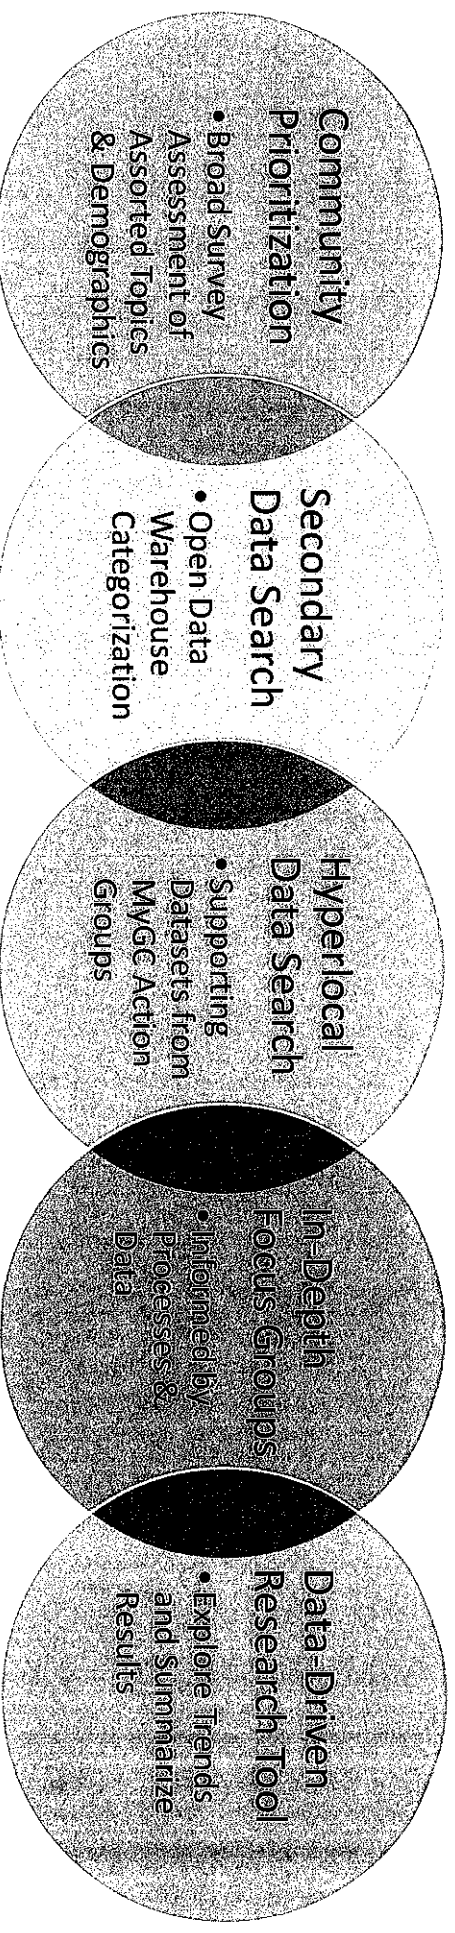 Community
Prioritization
• Broad Survey
Assessment of
Assorted Topics
& Demographics
Secondary
Data Search
• Open Data
Warehouse
Categorization
Hyperlocal
Data Search
• Supporting
Datasets from
MyGC Action
Groups
In-Depth
Focus Groups
• Informed by
Processes &
Data
Data-Driven
Research Tool
• Explore Trends
and Summarize
Results